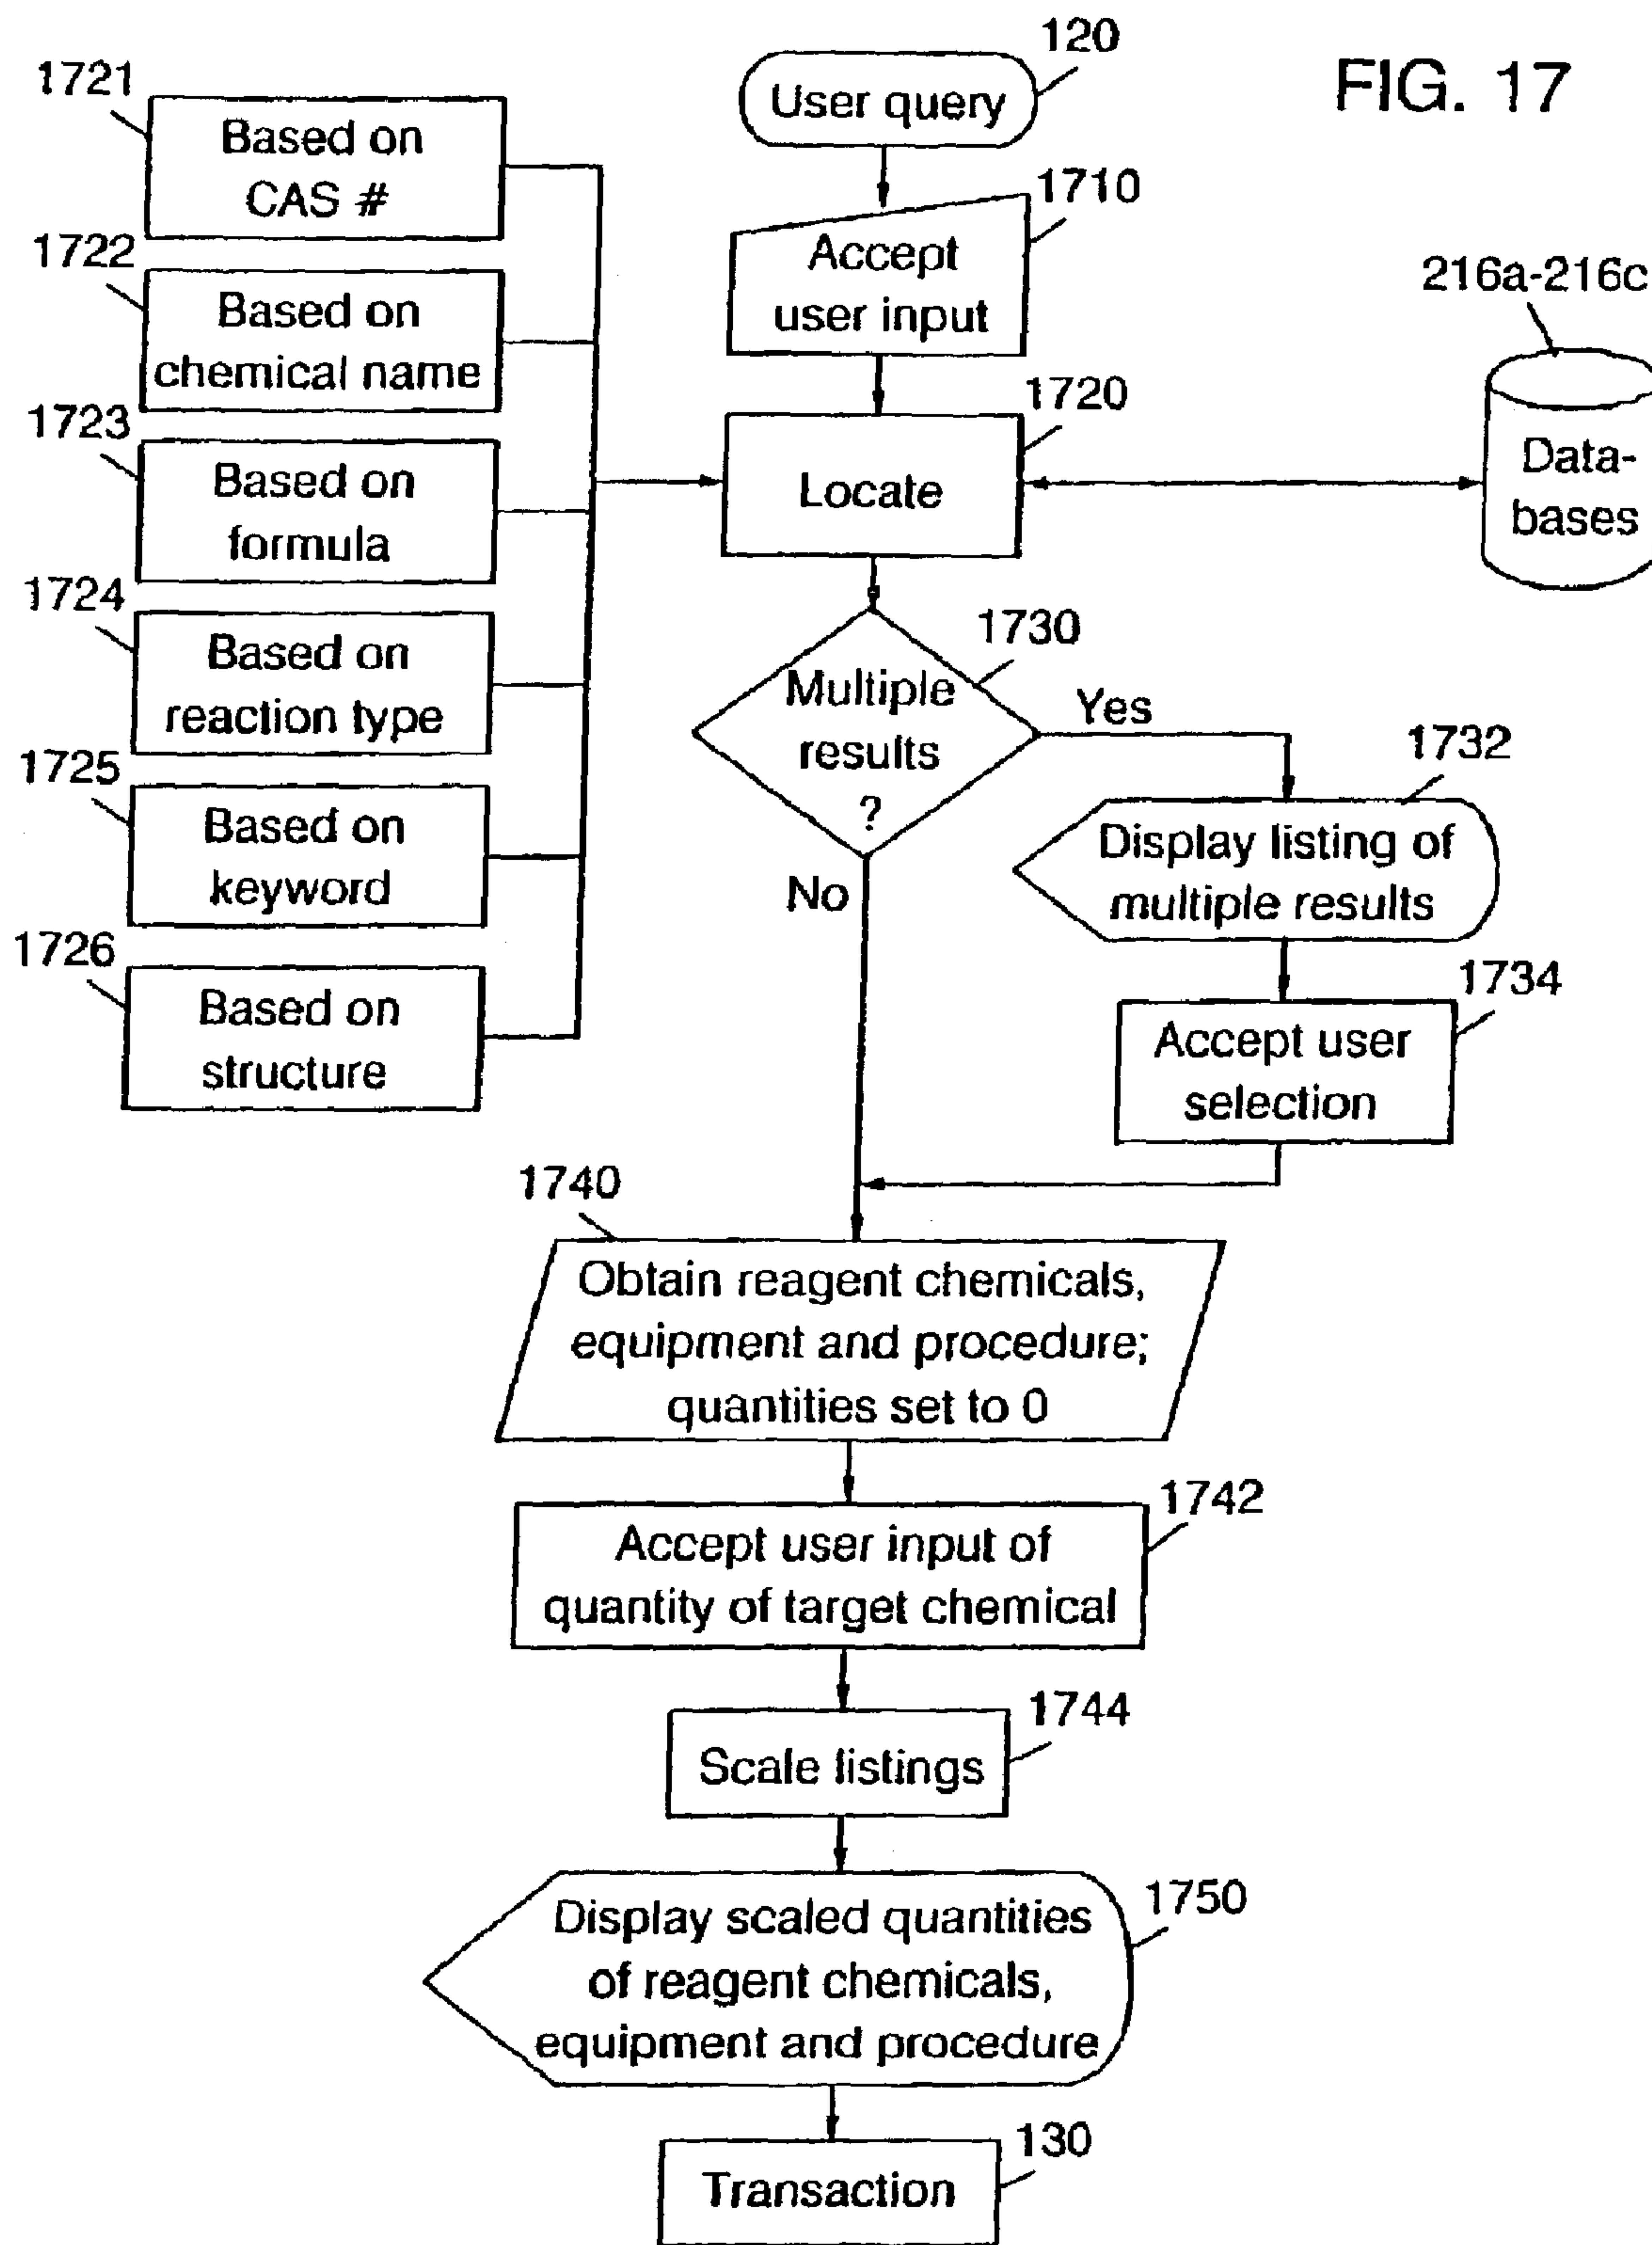 FIG. 17
120
User query
1710
Accept
user input
1721
Based on
CAS #
1722
Based on
chemical name
1723
Based on
formula
1724
Based on
reaction type
1725
Based on
keyword
1726
Based on
structure
1720
Locate
216a-216c
Data-
bases
1730
Multiple
results
?
Yes
No
1732
Display listing of
multiple results
1734
Accept user
selection
1740
Obtain reagent chemicals,
equipment and procedure;
quantities set to 0
1742
Accept user input of
quantity of target chemical
1744
Scale listings
1750
Display scaled quantities
of reagent chemicals,
equipment and procedure
130
Transaction